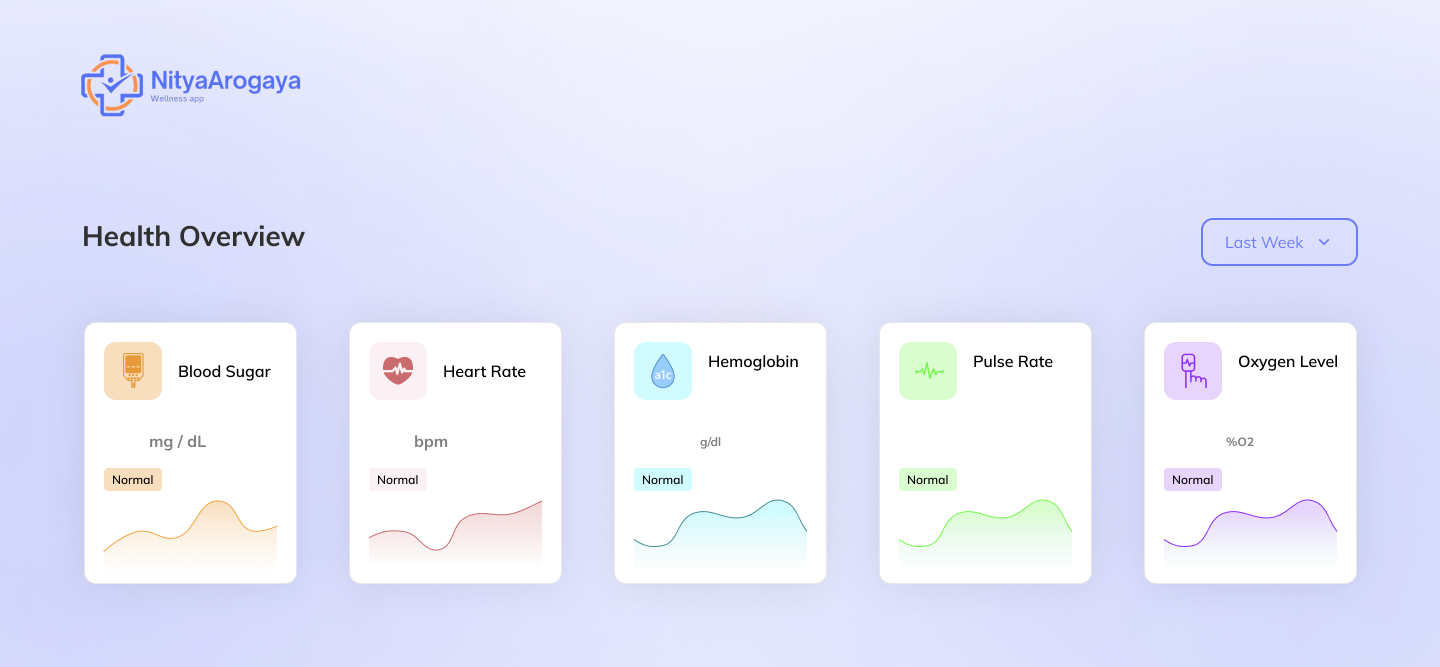 NityaArogaya
Wellness app
Health Overview
Last Week
Blood Sugar
mg / dL
Normal
Heart Rate
bpm
Normal
a1c
Hemoglobin
g/dl
Normal
Pulse Rate
Normal
Oxygen Level
%O2
Normal